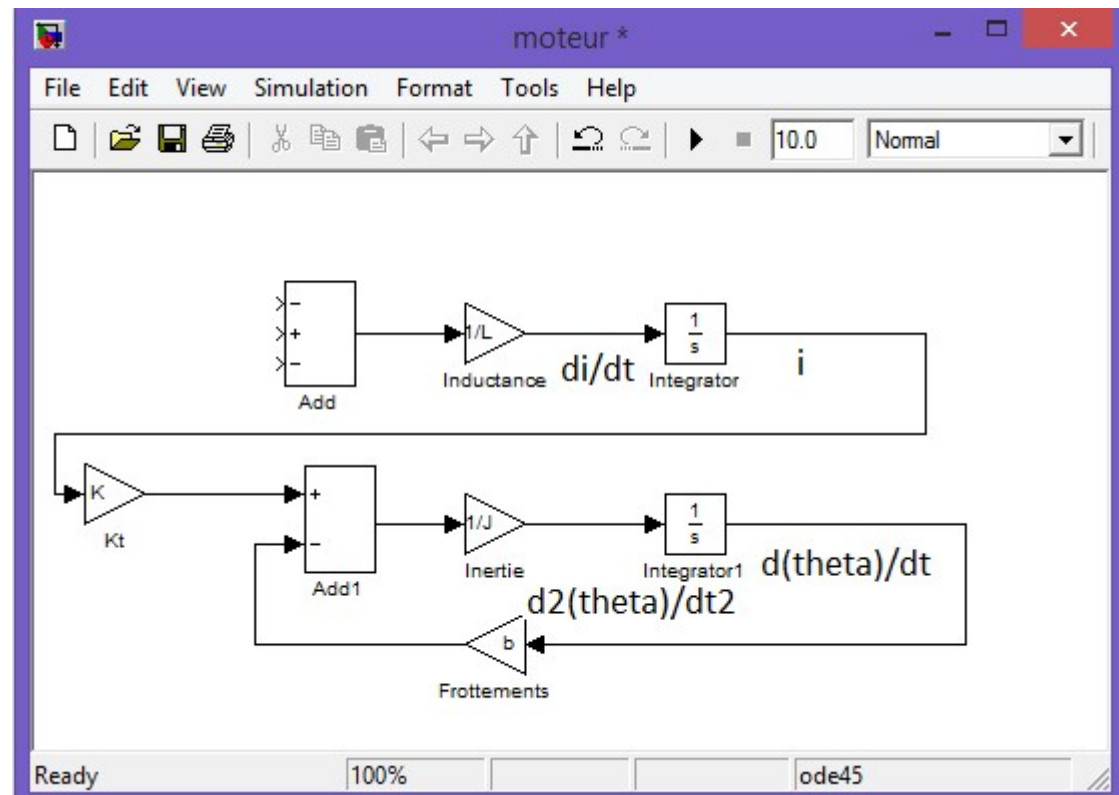 moteur *
File Edit View Simulation Format Tools Help
10.0 Normal
−
+
−
Add
1/L
Inductance
di/dt
1
s
Integrator
i
K
Kt
+
−
Add1
1/J
Inertie
1
s
Integrator1
d(theta)/dt
d2(theta)/dt2
b
Frottements
Ready 100% ode45